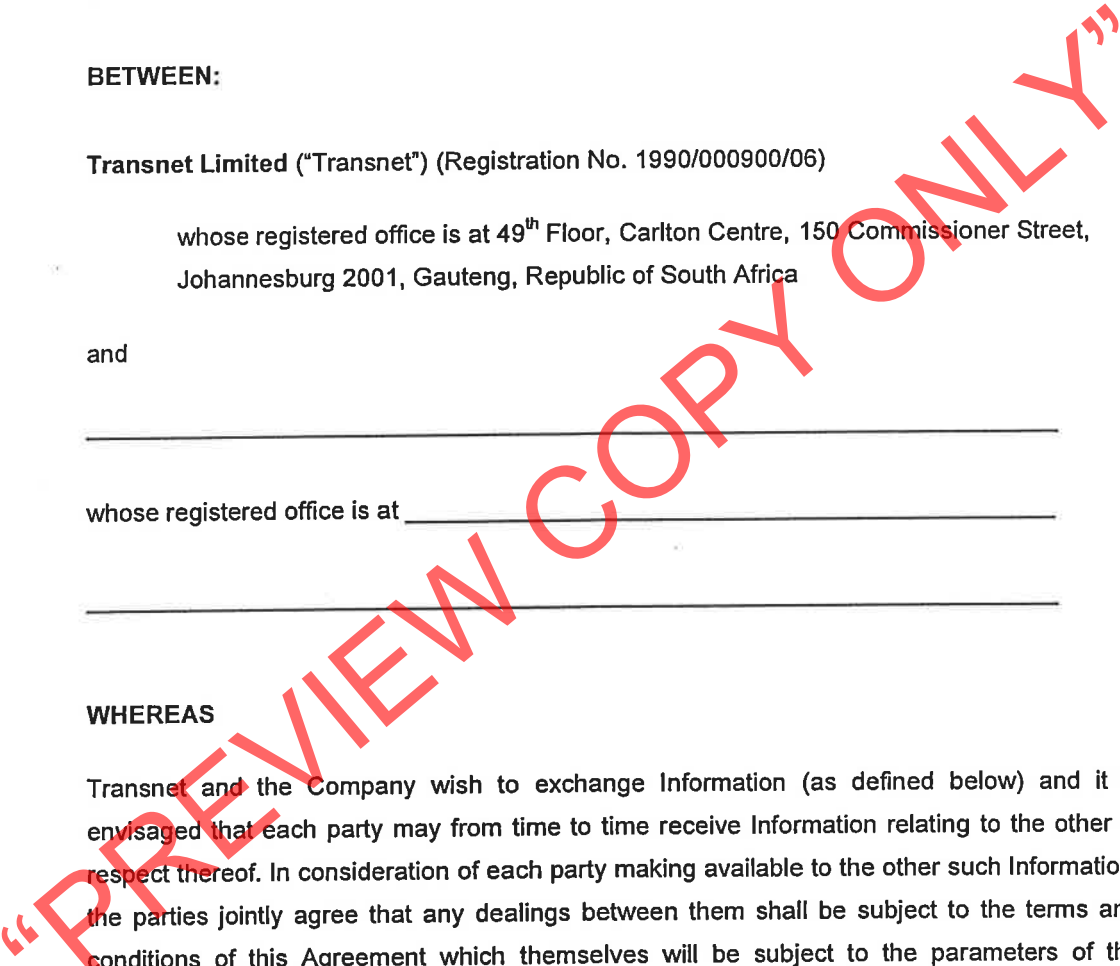 BETWEEN:
Transnet Limited ("Transnet") (Registration No. 1990/000900/06)
whose registered office is at 49th Floor, Carlton Centre, 150 Commissioner Street,
Johannesburg 2001, Gauteng, Republic of South Africa
and
whose registered office is at
WHEREAS
Transnet and the Company wish to exchange Information (as defined below) and it
envisaged that each party may from time to time receive Information relating to the other
respect thereof. In consideration of each party making available to the other such Informatio
the parties jointly agree that any dealings between them shall be subject to the terms an
conditions of this Agreement which themselves will be subject to the parameters of th
“PREVIEW COPY ONLY”